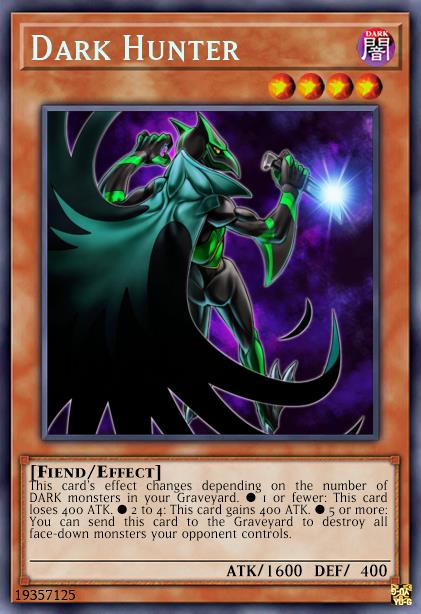 DARK HUNTER
DARK
闇
[FIEND/EFFECT]
This card's effect changes depending on the number of
DARK monsters in your Graveyard. ● 1 or fewer: This card
loses 400 ATK. ● 2 to 4: This card gains 400 ATK. ● 5 or more:
You can send this card to the Graveyard to destroy all
face-down monsters your opponent controls.
ATK/1600 DEF/ 400
19357125